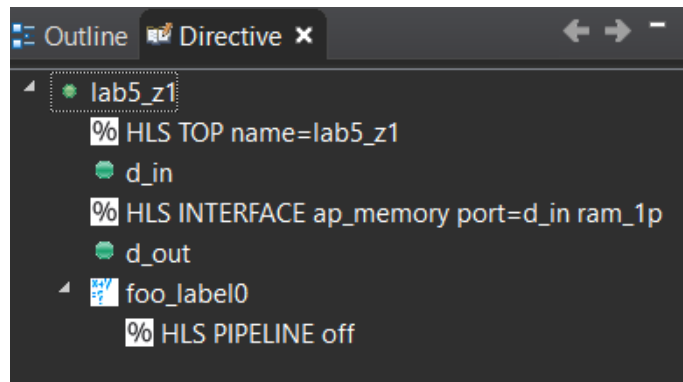 Outline Directive
lab5_z1
% HLS TOP name=lab5_z1
d_in
% HLS INTERFACE ap_memory port=d_in ram_1p
d_out
foo_label0
% HLS PIPELINE off